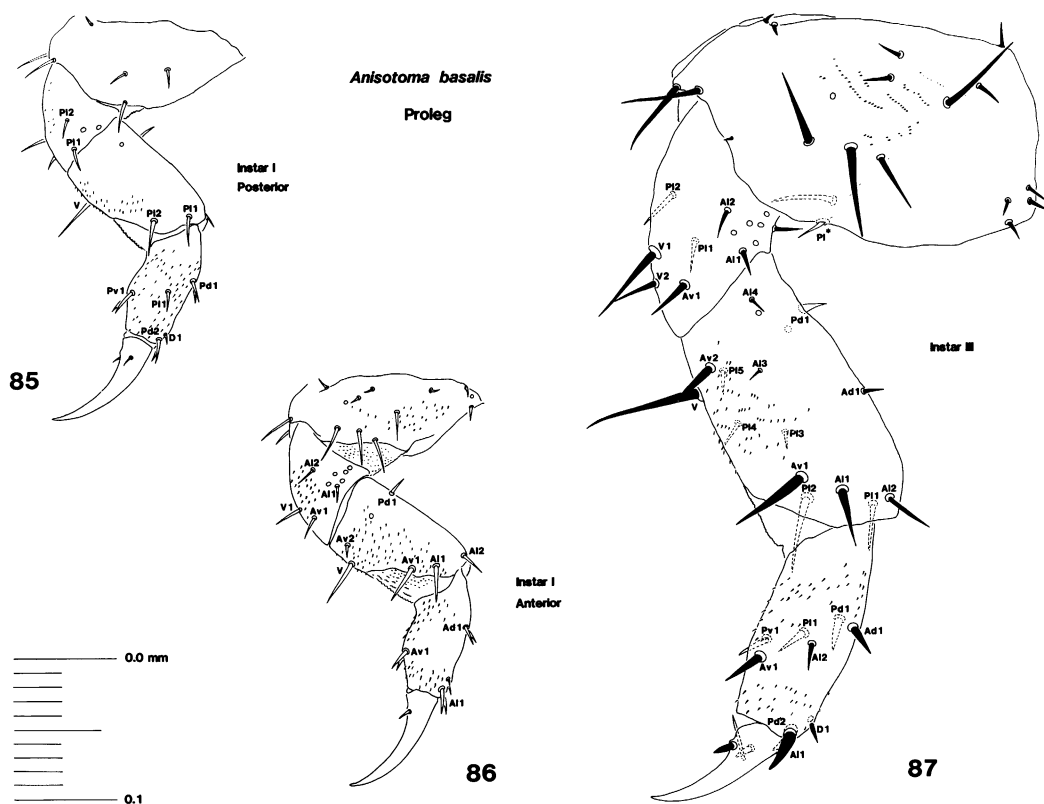 Anisotoma basalis
Proleg
Instar I
Posterior
Pl2
Pl1
V
Pl2
Pl1
Pv1
Pl1
Pd1
Pd2
D1
85
Al2
Al1
V1
Av1
Pd1
Av2
V
Av1
Al1
Al2
Ad1
Av1
Al1
Instar I
Anterior
86
0.0 mm
0.1
Pl2
Al2
Pl*
V1
Pl1
Al1
V2
Av1
Al4
Pd1
Instar III
Av2
Pl5
Al3
V
Ad1
Pl4
Pl3
Av1
Pl2
Al1
Pl1
Al2
Pd1
Pv1
Pl1
Ad1
Av1
Al2
Pd2
D1
Al1
87